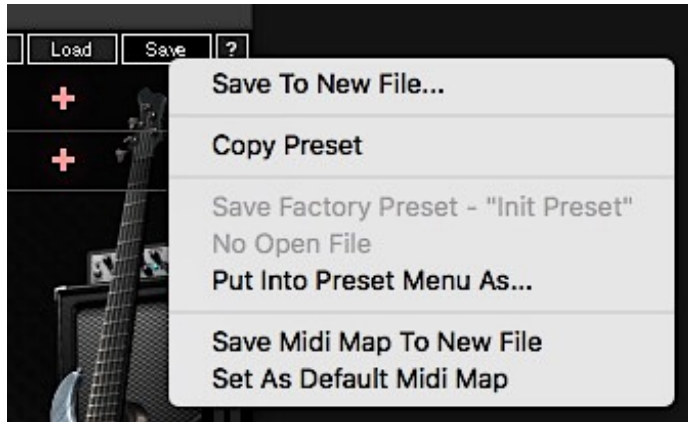 Load Save ?
Save To New File...
Copy Preset
Save Factory Preset - "Init Preset"
No Open File
Put Into Preset Menu As...
Save Midi Map To New File
Set As Default Midi Map